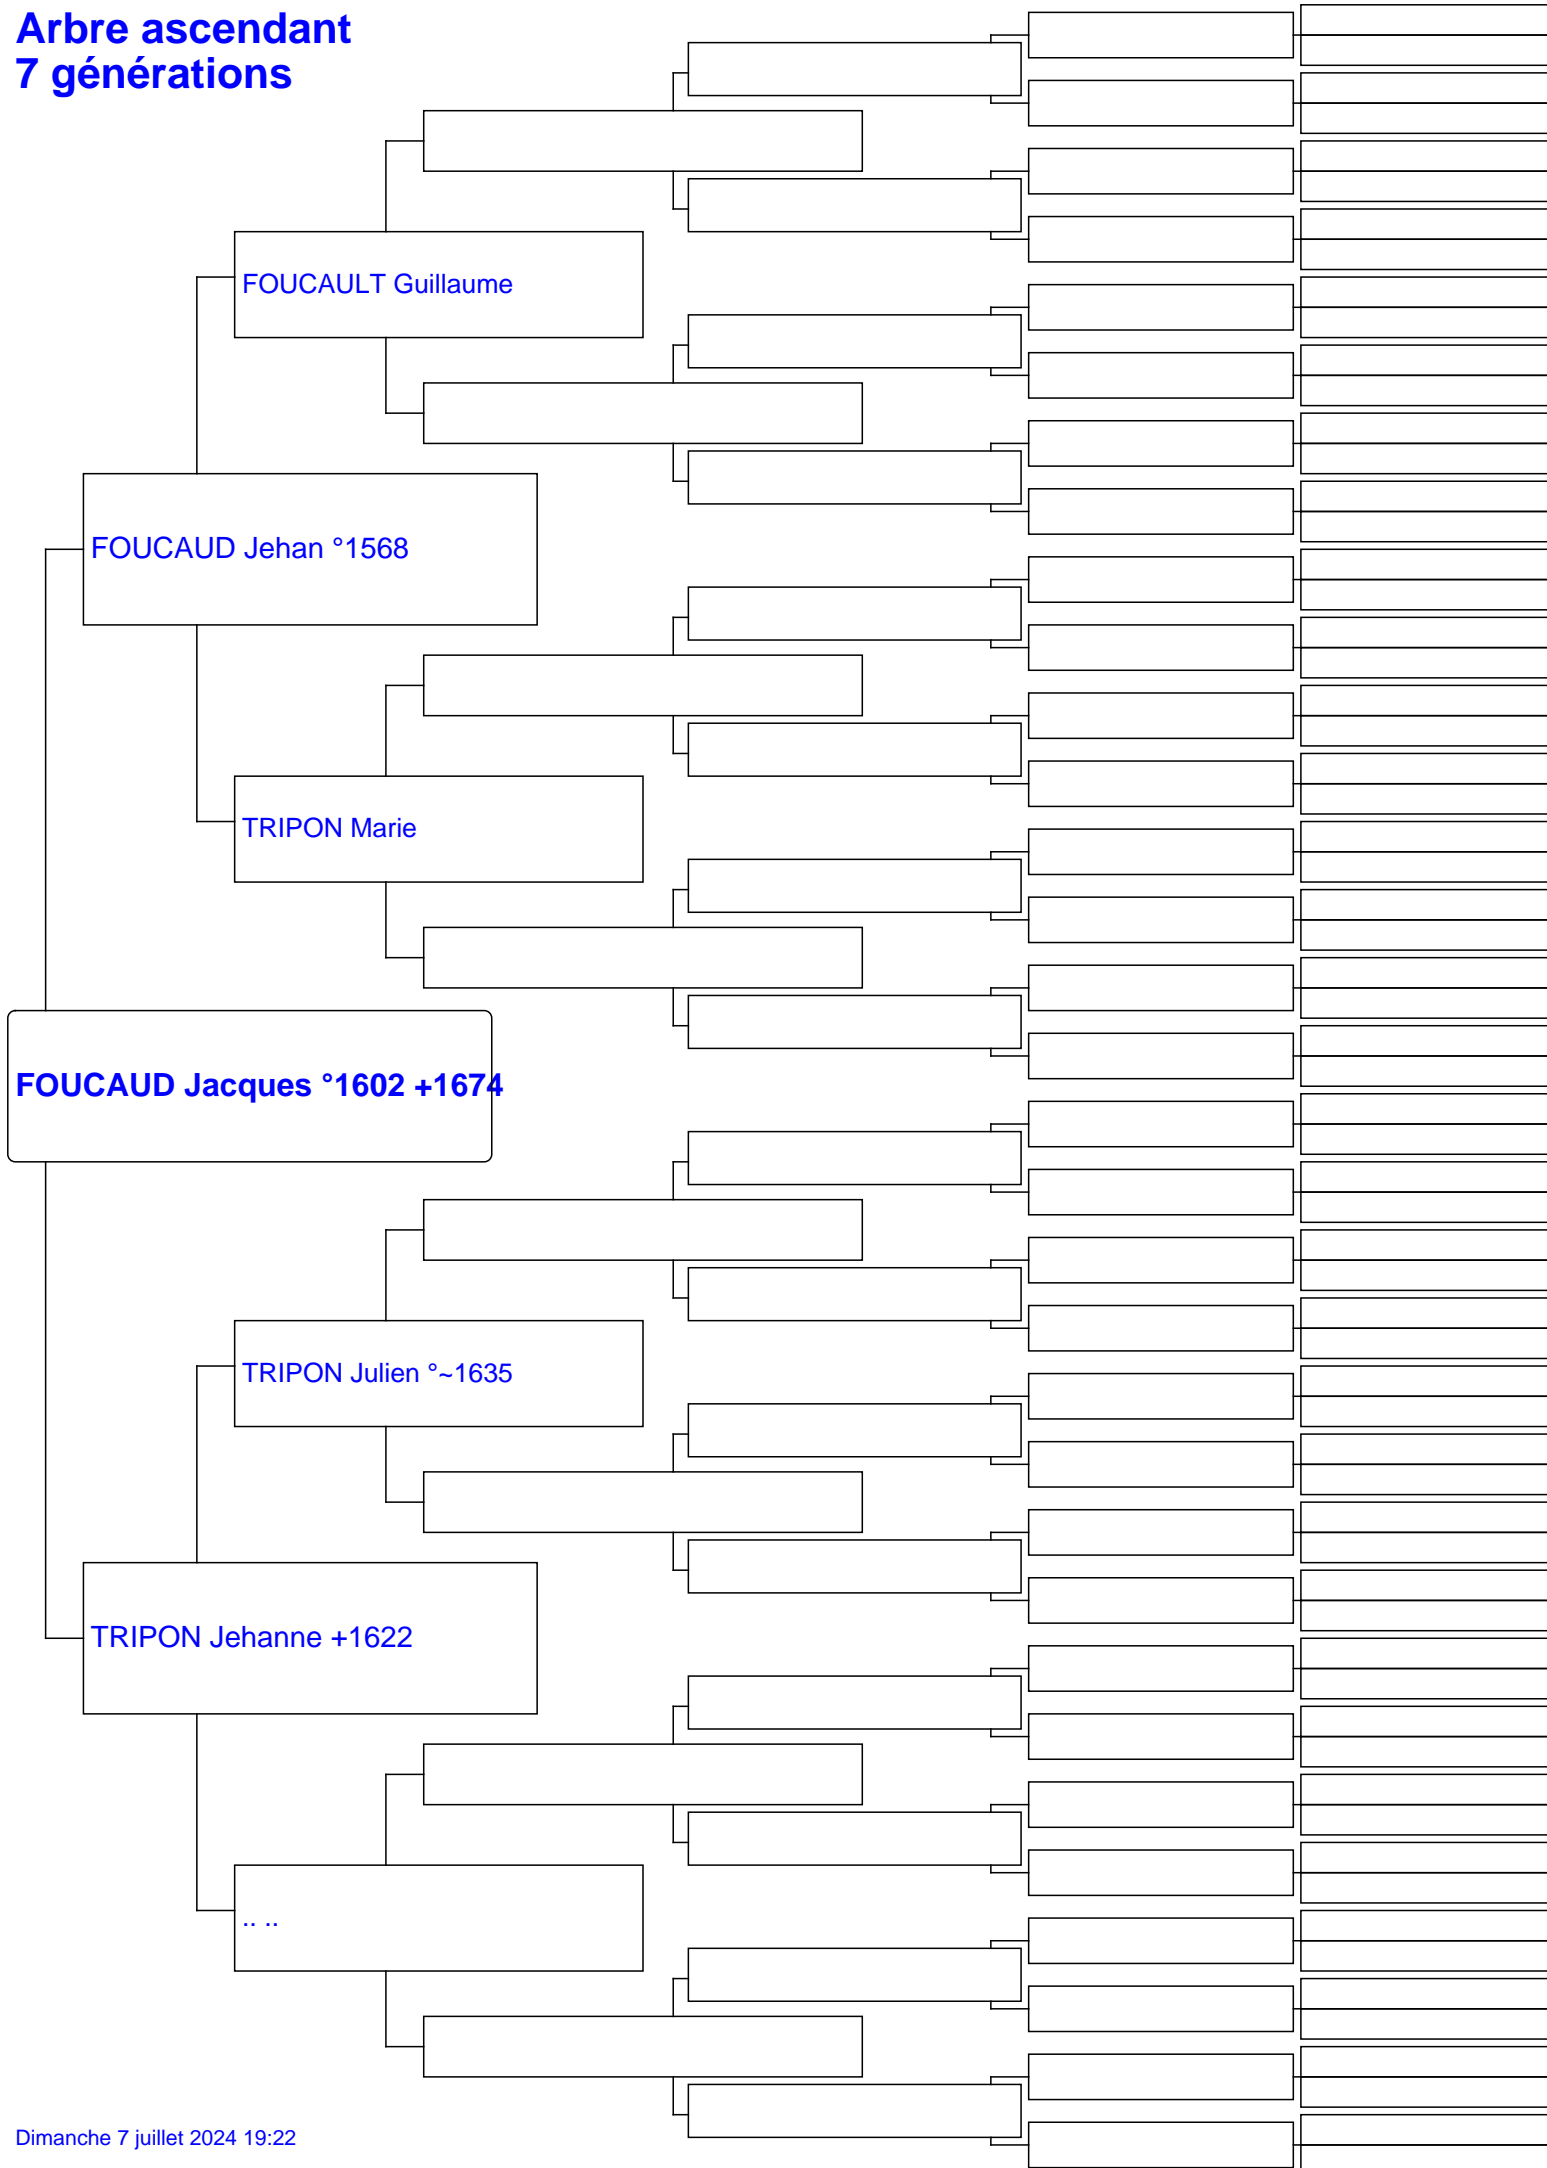 Arbre ascendant
7 générations
FOUCAULT Guillaume
FOUCAUD Jehan °1568
TRIPON Marie
FOUCAUD Jacques °1602 +1674
TRIPON Julien °~1635
TRIPON Jehanne +1622
.. ..
Dimanche 7 juillet 2024 19:22